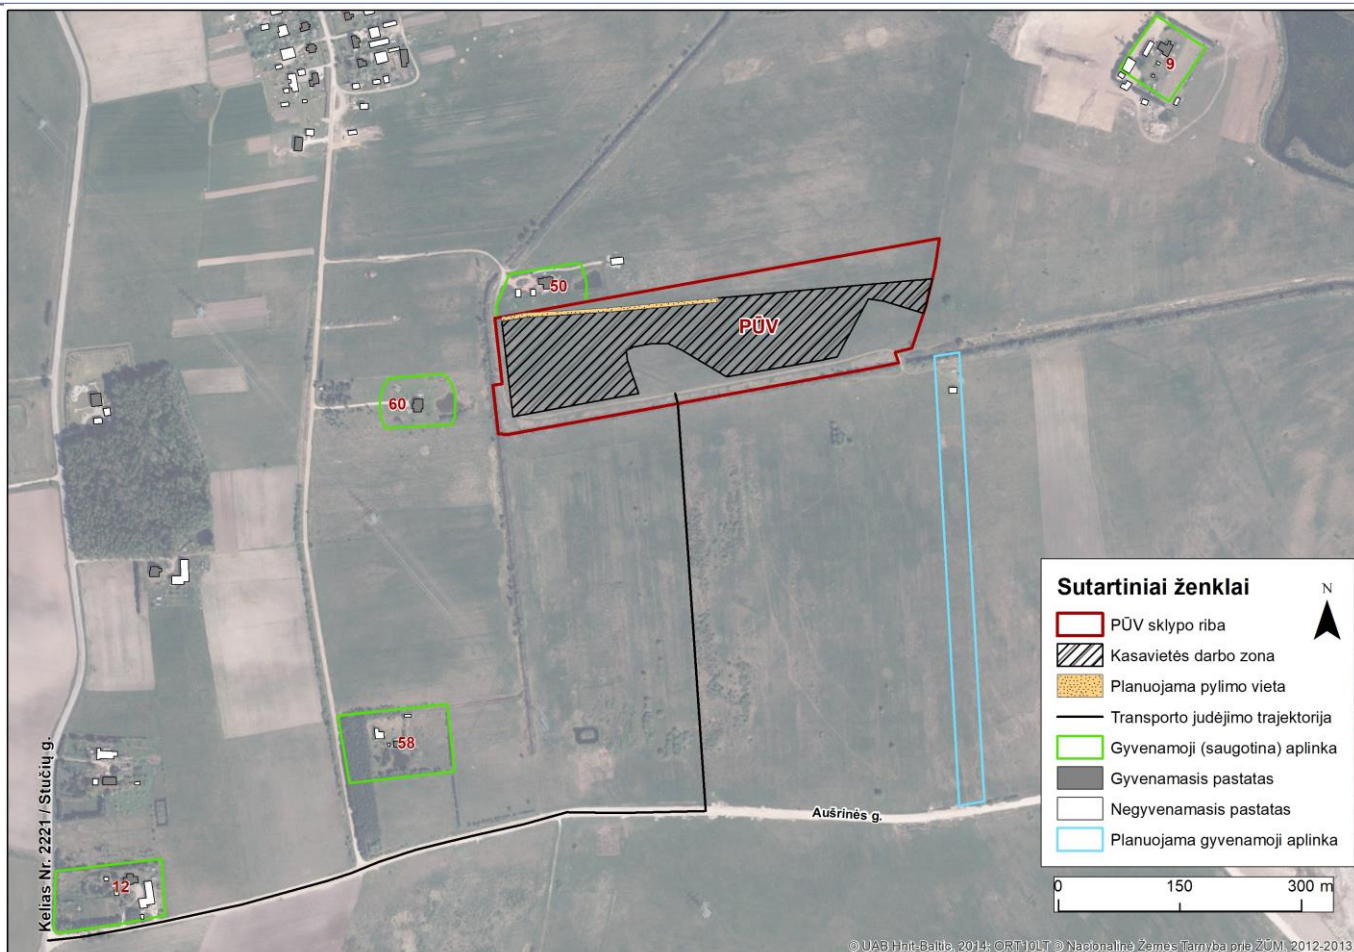 9
50
PŪV
60
58
12
Kelias Nr. 2221 / Stučių g.
Aušrinės g.
Sutartiniai ženklai
N
PŪV sklypo riba
Kasavietės darbo zona
Planuojama pylimo vieta
Transporto judėjimo trajektorija
Gyvenamoji (saugotina) aplinka
Gyvenamasis pastatas
Negyvenamasis pastatas
Planuojama gyvenamoji aplinka
0 150 300 m
© UAB Hnit-Baltic, 2014; ORT10LT © Nacionalinė Žemės Tarnyba prie ŽŪM, 2012-2013